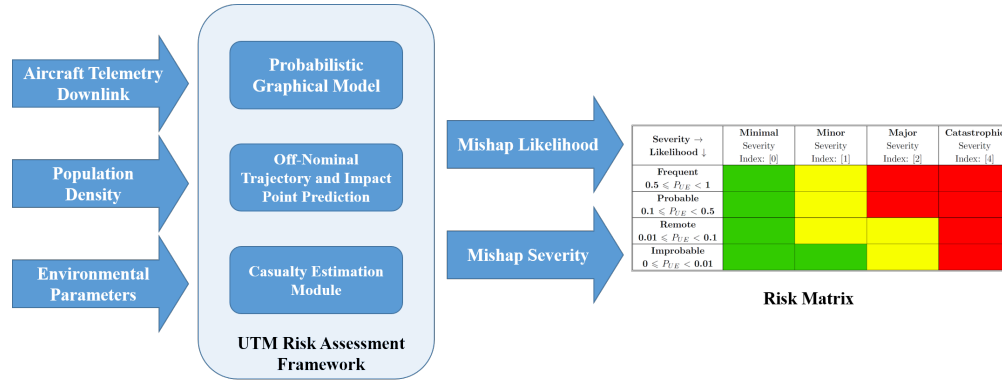 Aircraft Telemetry
Downlink
Population
Density
Environmental
Parameters
Probabilistic
Graphical Model
Off-Nominal
Trajectory and Impact
Point Prediction
Casualty Estimation
Module
UTM Risk Assessment
Framework
Mishap Likelihood
Mishap Severity
Severity → Minimal Minor Major Catastrophic
Likelihood ↓ Severity Severity Severity Severity
Index: [0] Index: [1] Index: [2] Index: [4]
Frequent
0.5 ⩽ P_UE < 1
Probable
0.1 ⩽ P_UE < 0.5
Remote
0.01 ⩽ P_UE < 0.1
Improbable
0 ⩽ P_UE < 0.01
Risk Matrix